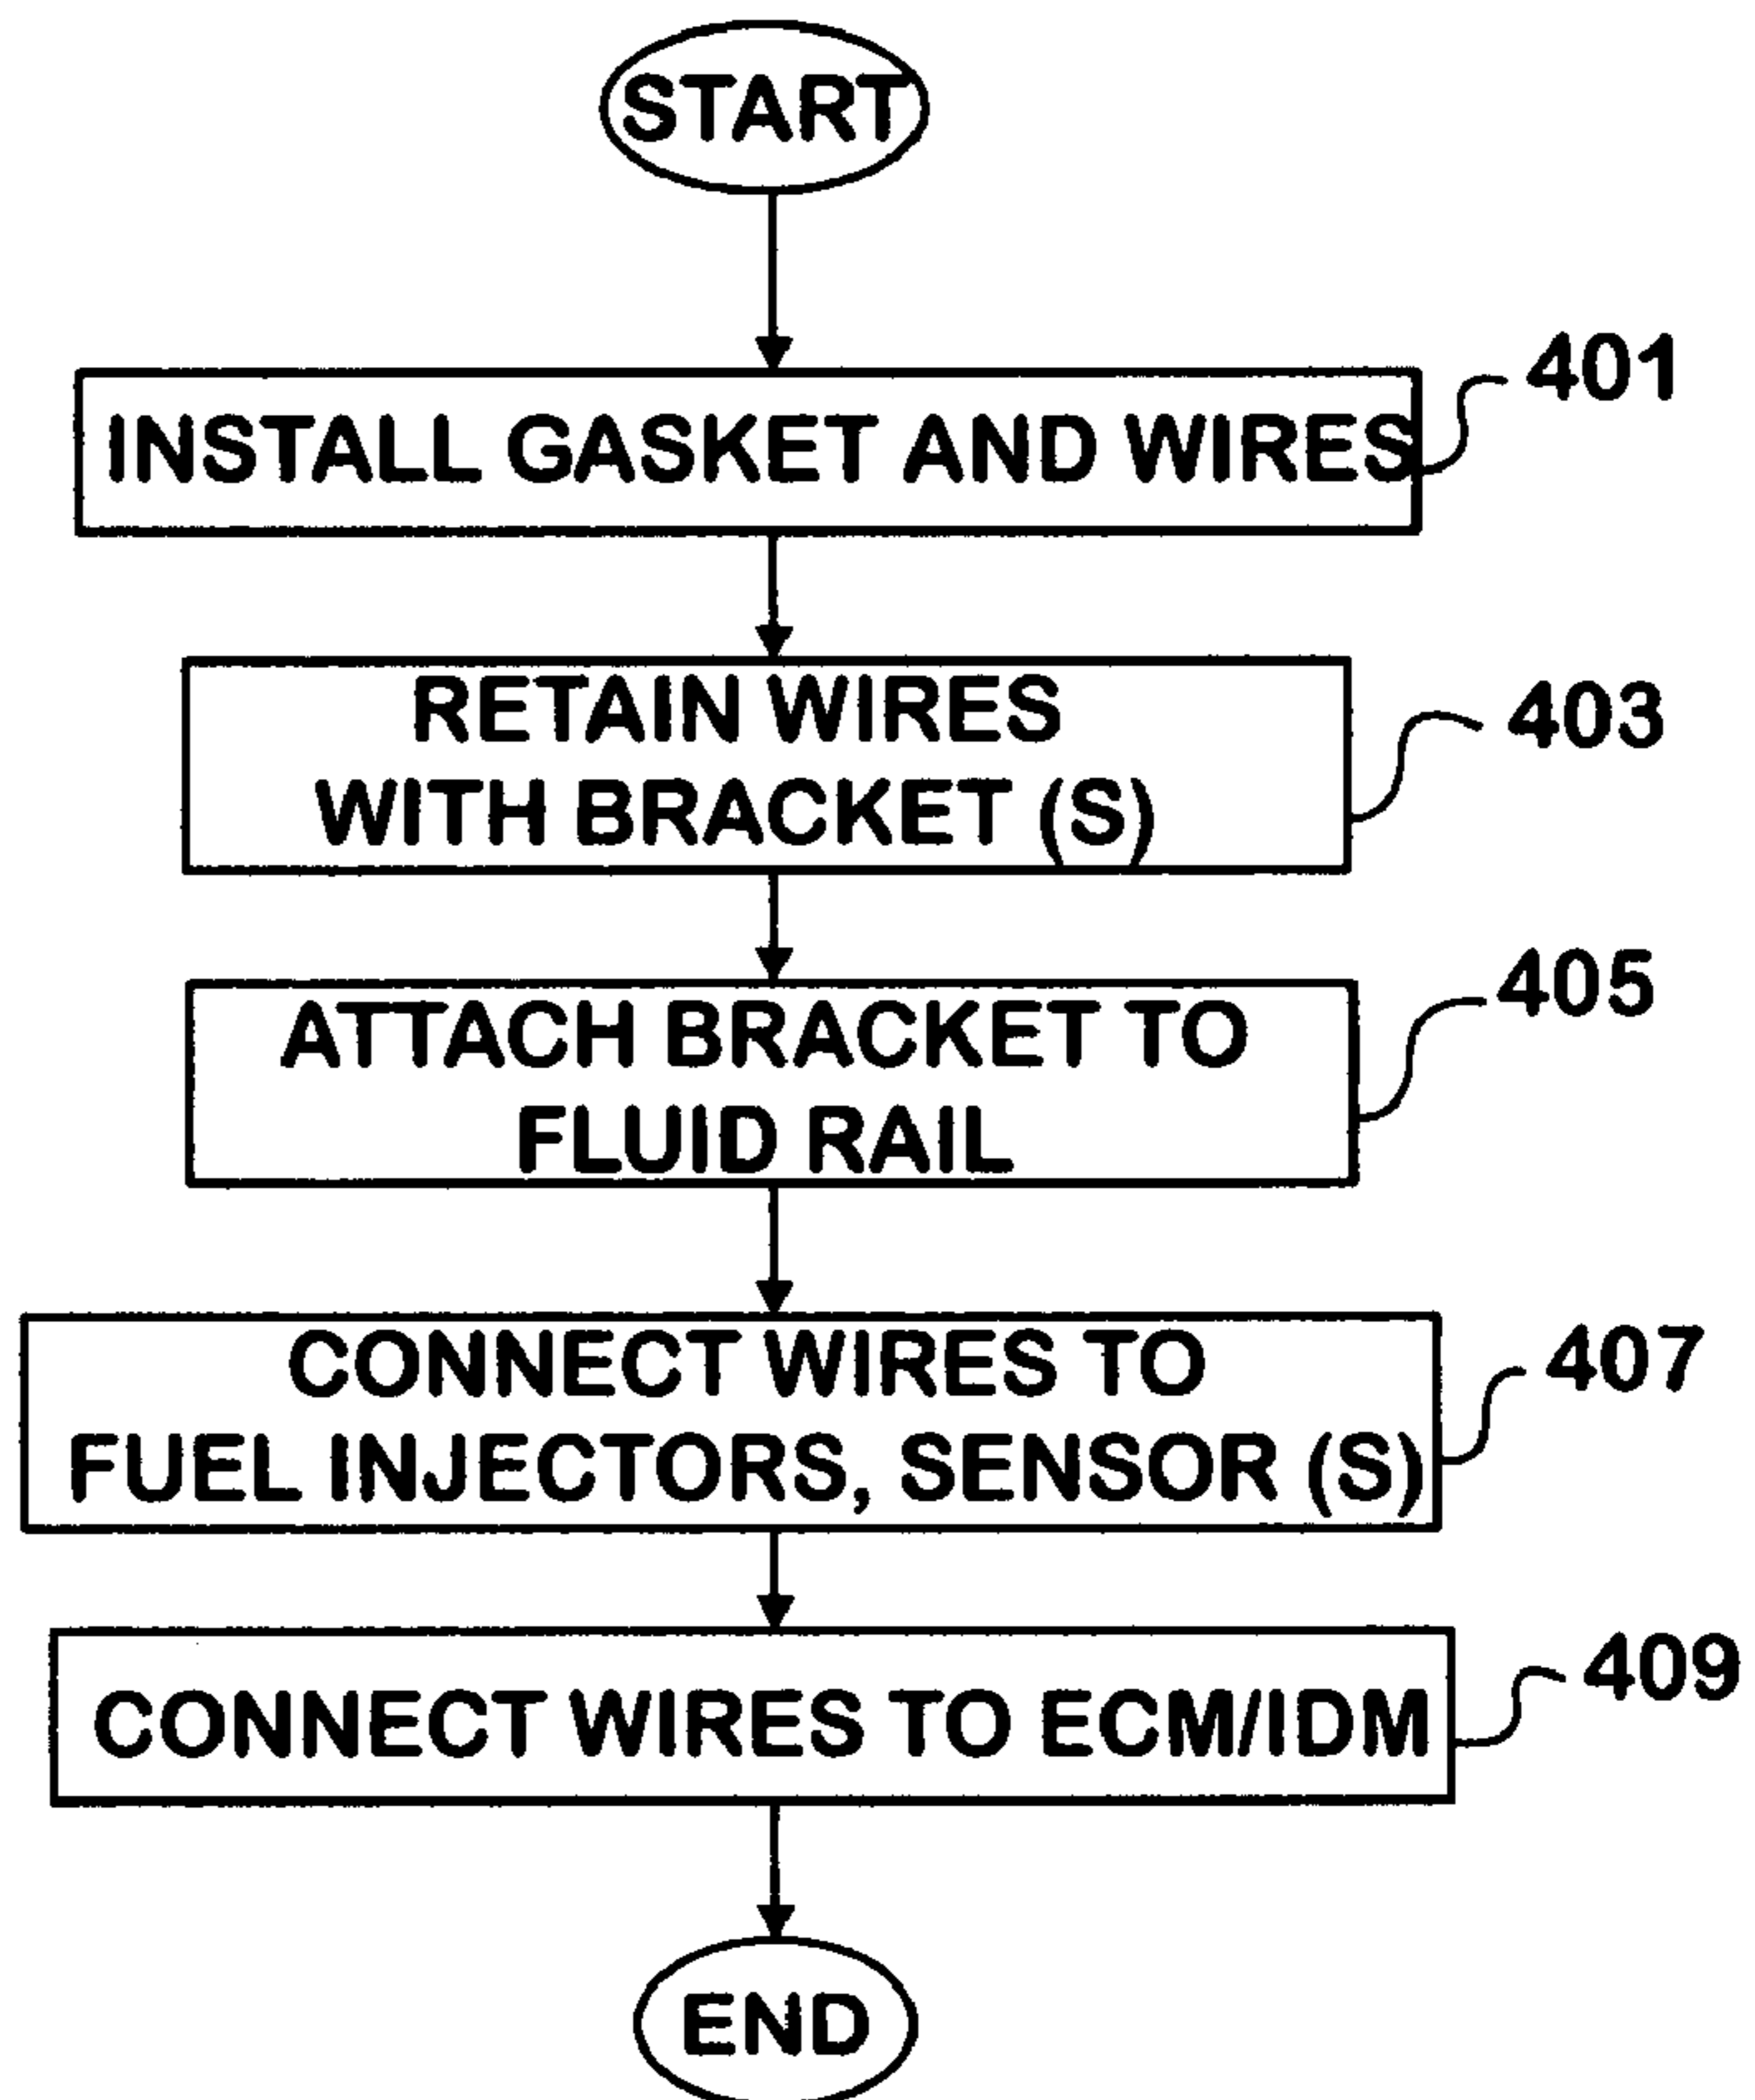 START
401
INSTALL GASKET AND WIRES
403
RETAIN WIRES
WITH BRACKET (S)
405
ATTACH BRACKET TO
FLUID RAIL
407
CONNECT WIRES TO
FUEL INJECTORS, SENSOR (S)
409
CONNECT WIRES TO ECM/IDM
END